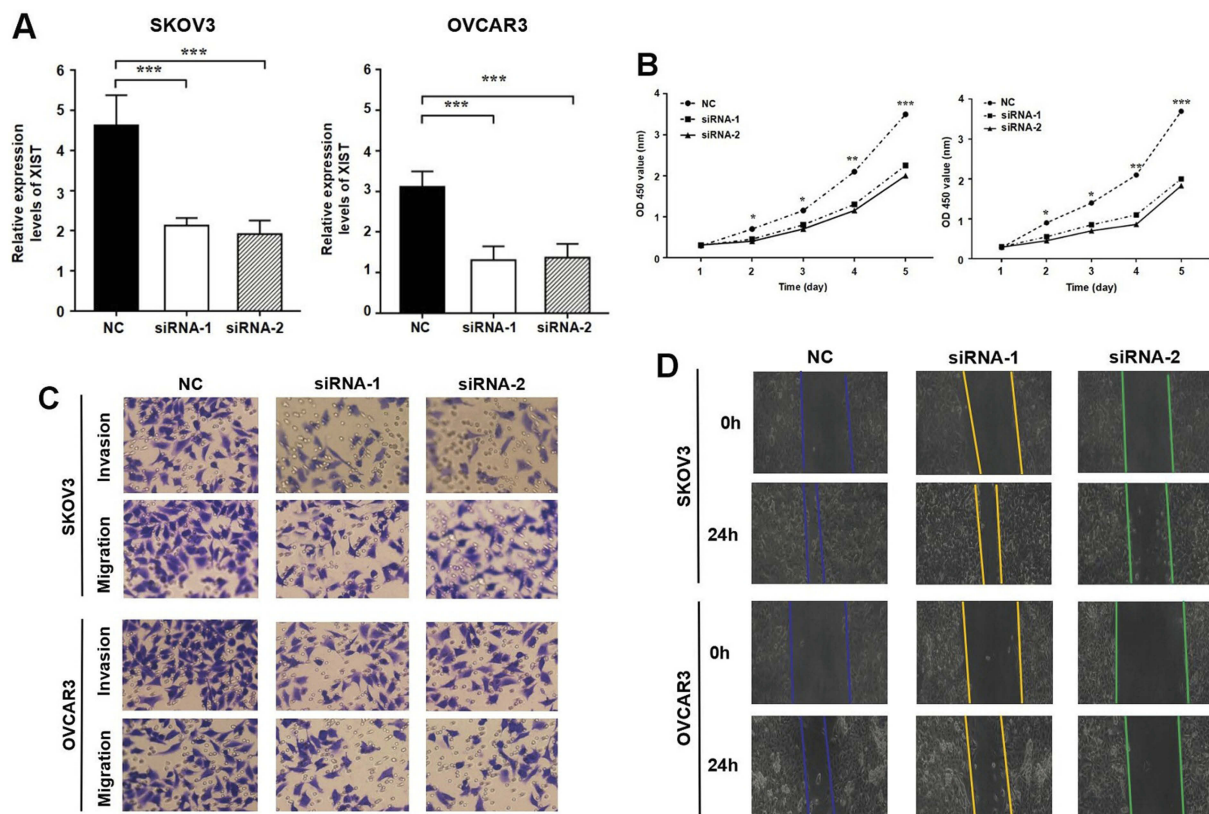 A
SKOV3
OVCAR3
Relative expression
levels of XIST
6
5
4
3
2
1
0
***
***
NC
siRNA-1
siRNA-2
Relative expression
levels of XIST
6
5
4
3
2
1
0
***
***
NC
siRNA-1
siRNA-2
B
OD 450 value (nm)
4
3
2
1
0
NC
siRNA-1
siRNA-2
*
*
**
***
1
2
3
4
5
Time (day)
OD 450 value (nm)
4
3
2
1
0
NC
siRNA-1
siRNA-2
*
*
**
***
1
2
3
4
5
Time (day)
C
NC
siRNA-1
siRNA-2
SKOV3
Invasion
Migration
OVCAR3
Invasion
Migration
D
NC
siRNA-1
siRNA-2
SKOV3
0h
24h
OVCAR3
0h
24h